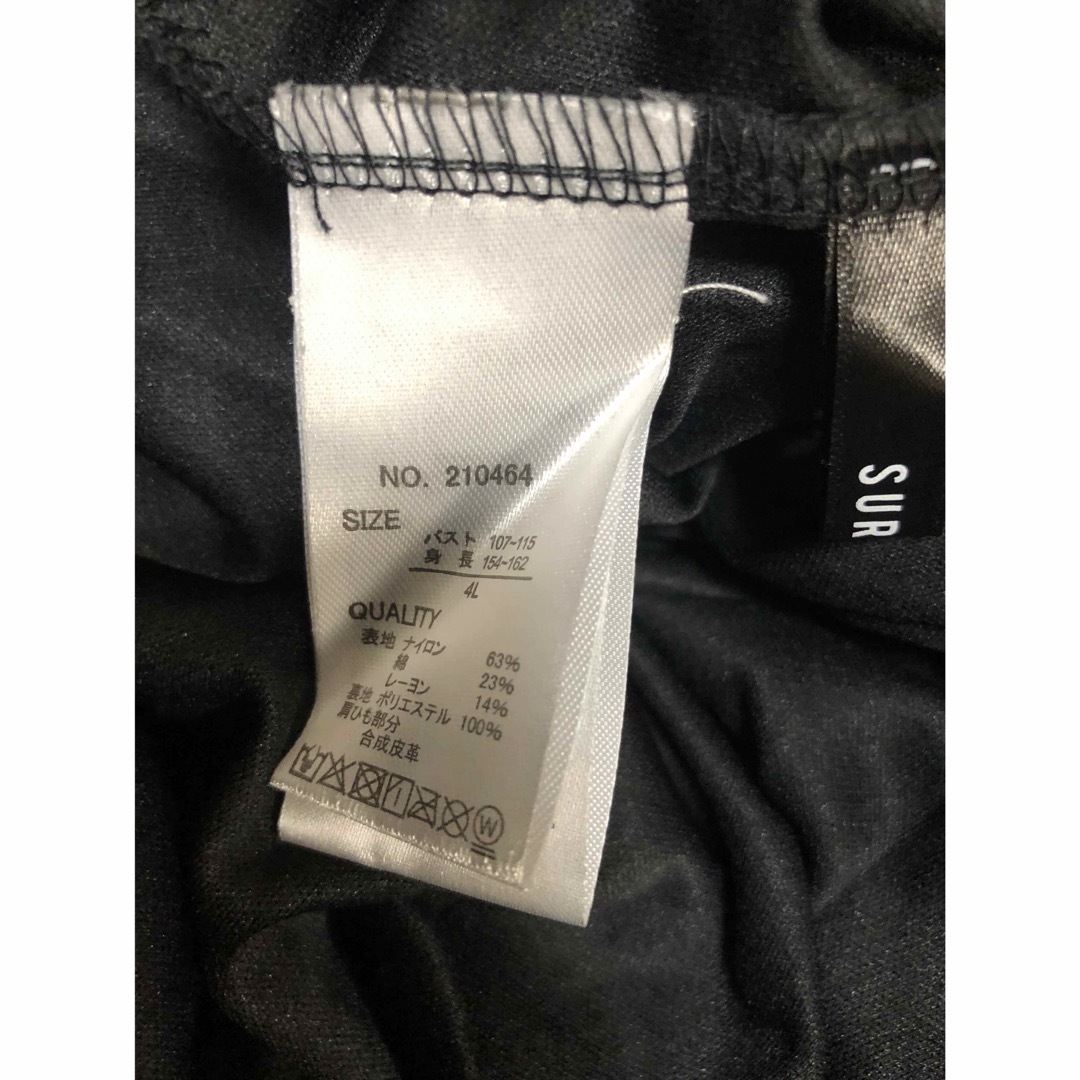 NO. 210464
SIZE
バスト 107~115
身長 154~162
4L
QUALITY
表地 ナイロン 63%
綿 23%
レーヨン 14%
裏地 ポリエステル 100%
肩ひも部分
合成皮革
W
SUR